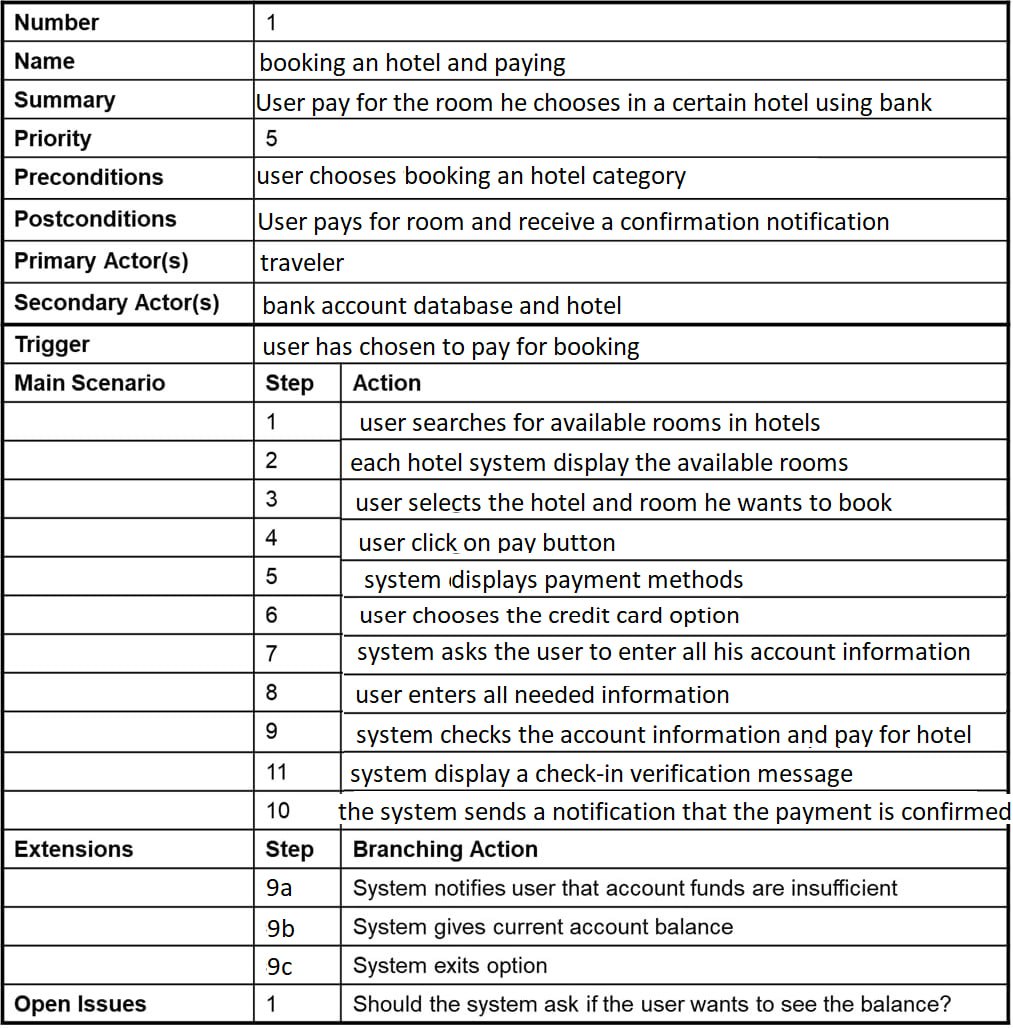 Number 1
Name booking an hotel and paying
Summary User pay for the room he chooses in a certain hotel using bank
Priority 5
Preconditions user chooses booking an hotel category
Postconditions User pays for room and receive a confirmation notification
Primary Actor(s) traveler
Secondary Actor(s) bank account database and hotel
Trigger user has chosen to pay for booking
Main Scenario Step Action
1 user searches for available rooms in hotels
2 each hotel system display the available rooms
3 user selects the hotel and room he wants to book
4 user click on pay button
5 system displays payment methods
6 user chooses the credit card option
7 system asks the user to enter all his account information
8 user enters all needed information
9 system checks the account information and pay for hotel
11 system display a check-in verification message
10 the system sends a notification that the payment is confirmed
Extensions Step Branching Action
9a System notifies user that account funds are insufficient
9b System gives current account balance
9c System exits option
Open Issues 1 Should the system ask if the user wants to see the balance?